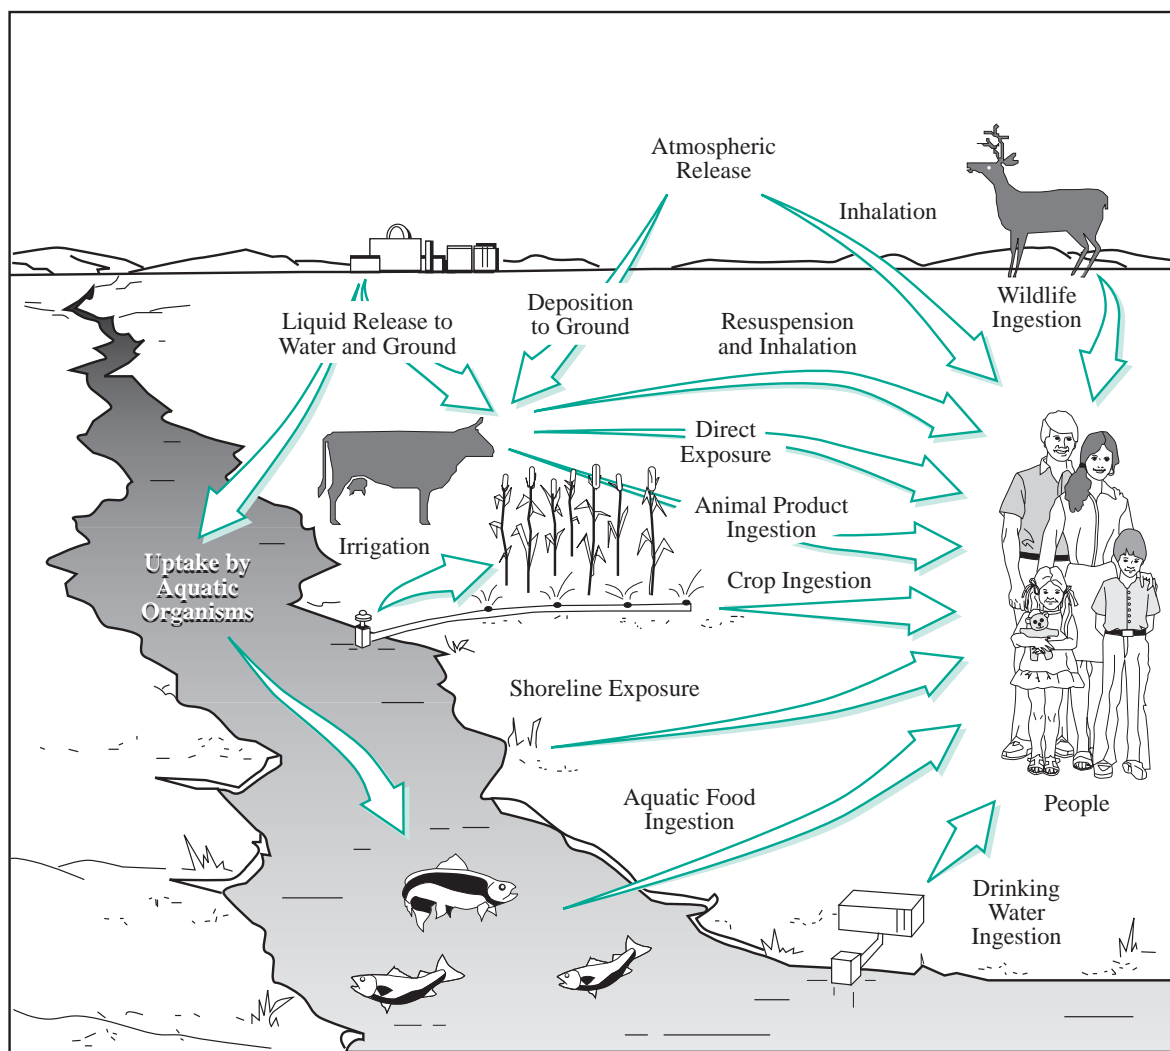 Atmospheric
Release
Inhalation
Wildlife
Ingestion
Deposition
to Ground
Liquid Release to
Water and Ground
Resuspension
and Inhalation
Direct
Exposure
Animal Product
Ingestion
Irrigation
Uptake by
Aquatic
Organisms
Crop Ingestion
Shoreline Exposure
Aquatic Food
Ingestion
People
Drinking
Water
Ingestion